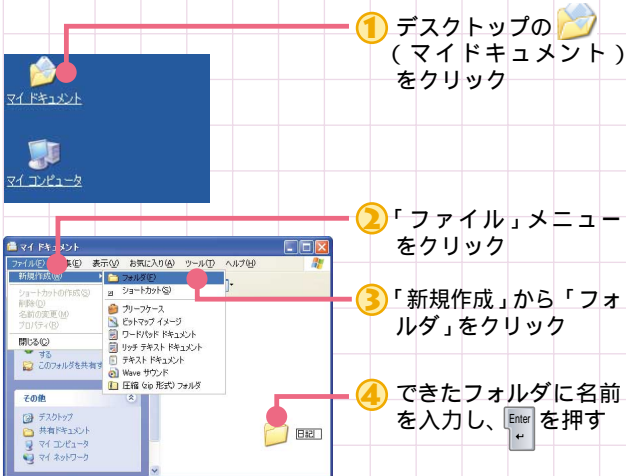 ① デスクトップの
(マイドキュメント)
をクリック
マイ ドキュメント
マイ コンピュータ
② 「ファイル」メニュー
をクリック
マイ ドキュメント
ファイル(F) 表示(V) お気に入り(A) ツール(T) ヘルプ(H)
新規作成(W)
ショートカットの作成(S)
削除(D)
名前の変更(M)
プロパティ(R)
閉じる(C)
フォルダ(F)
ショートカット(S)
ブリーフケース
ビットマップ イメージ
ワードパッド ドキュメント
リッチ テキスト ドキュメント
テキスト ドキュメント
Wave サウンド
圧縮 (zip 形式) フォルダ
③ 「新規作成」から「フォ
ルダ」をクリック
する
このフォルダを共有す
その他
デスクトップ
共有ドキュメント
マイ コンピュータ
マイ ネットワーク
日記
④ できたフォルダに名前
を入力し、Enter を押す